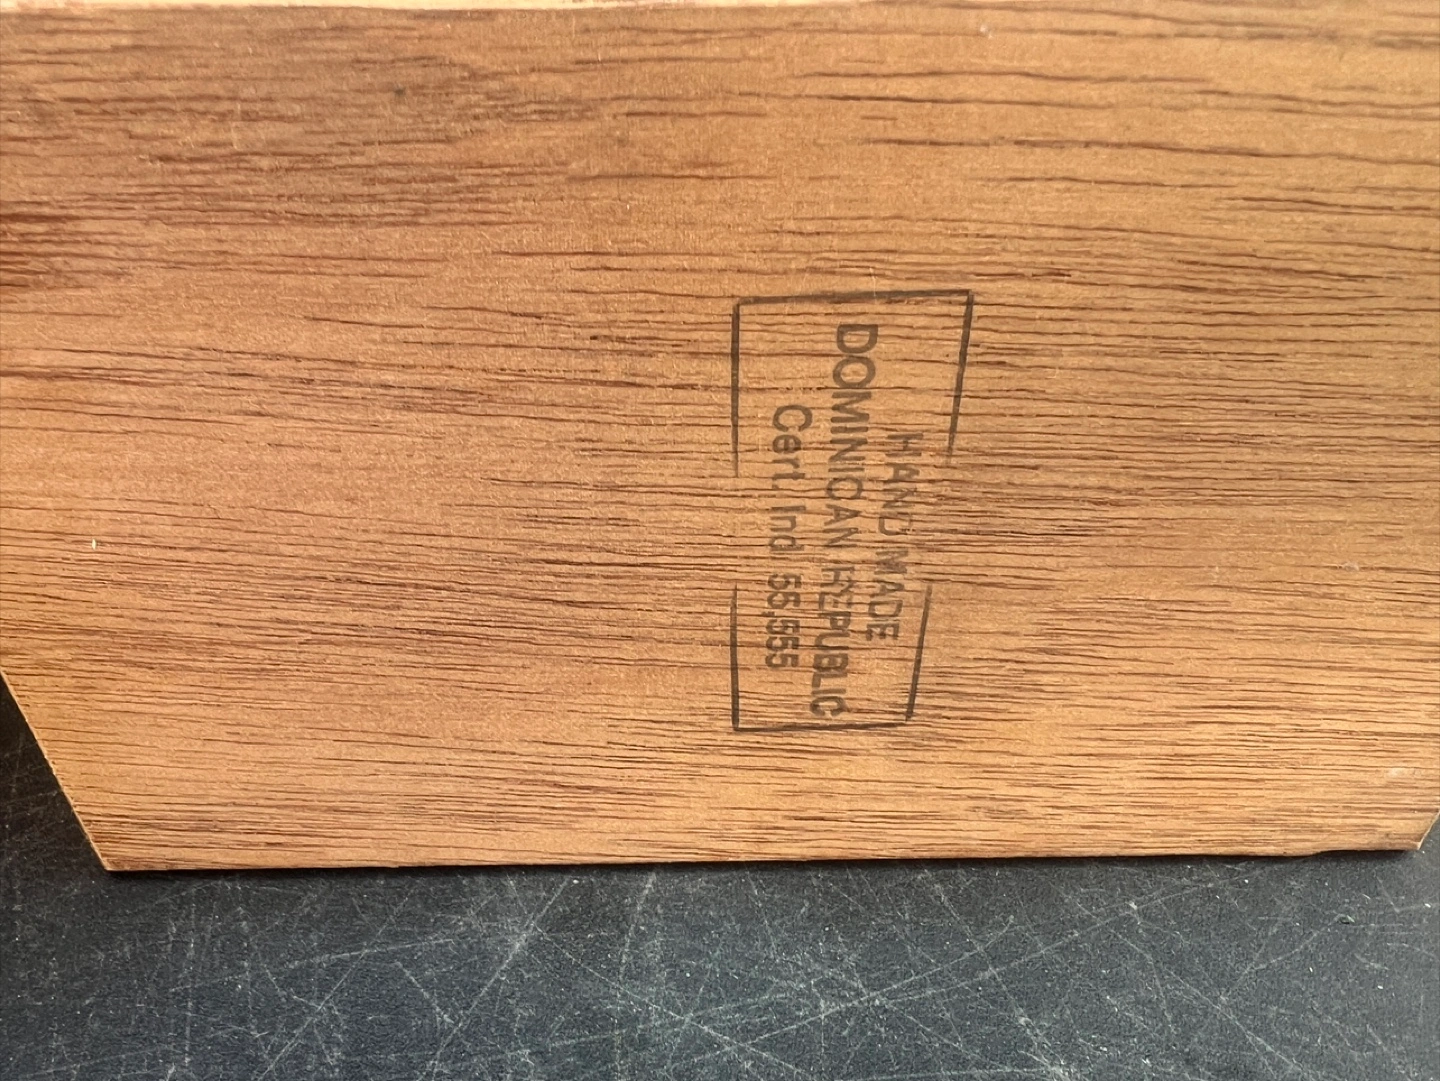 HAND MADE
DOMINICAN REPUBLIC
Cert. Ind 55,555